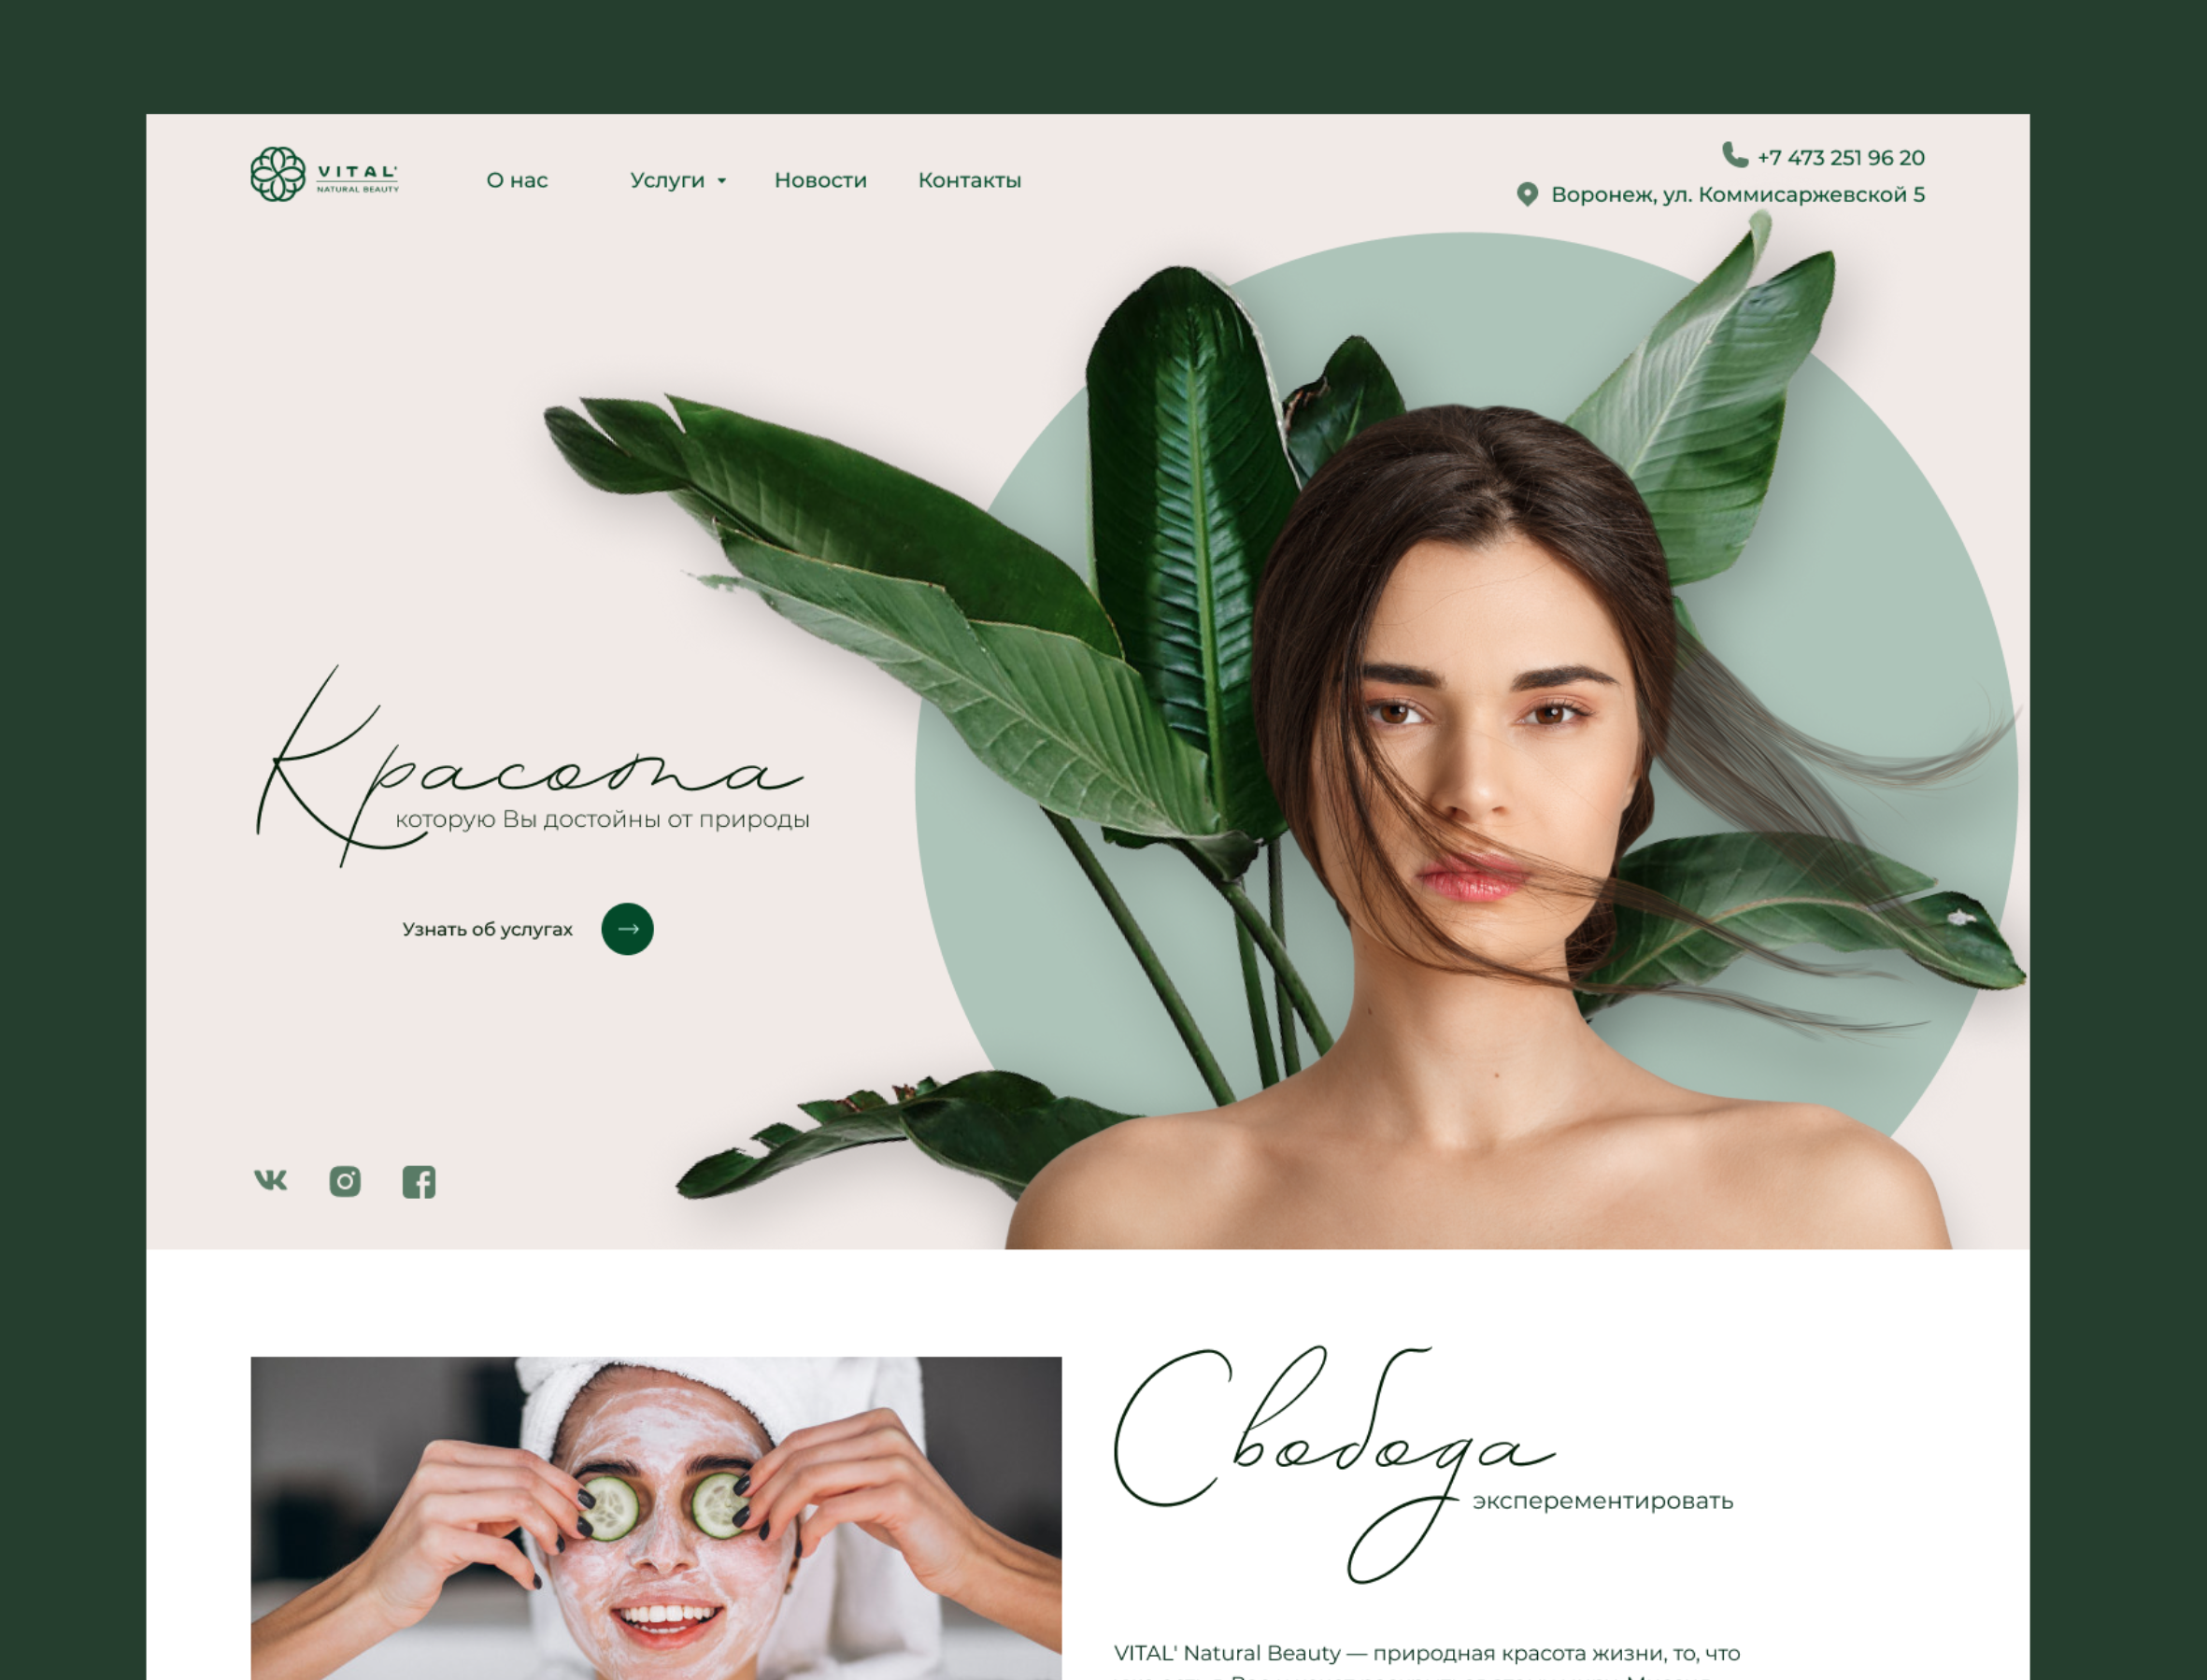 VITAL'
NATURAL BEAUTY
О нас
Услуги
Новости
Контакты
+7 473 251 96 20
Воронеж, ул. Коммисаржевской 5
Красота
которую Вы достойны от природы
Узнать об услугах
Свобода
эксперементировать
VITAL' Natural Beauty — природная красота жизни, то, что